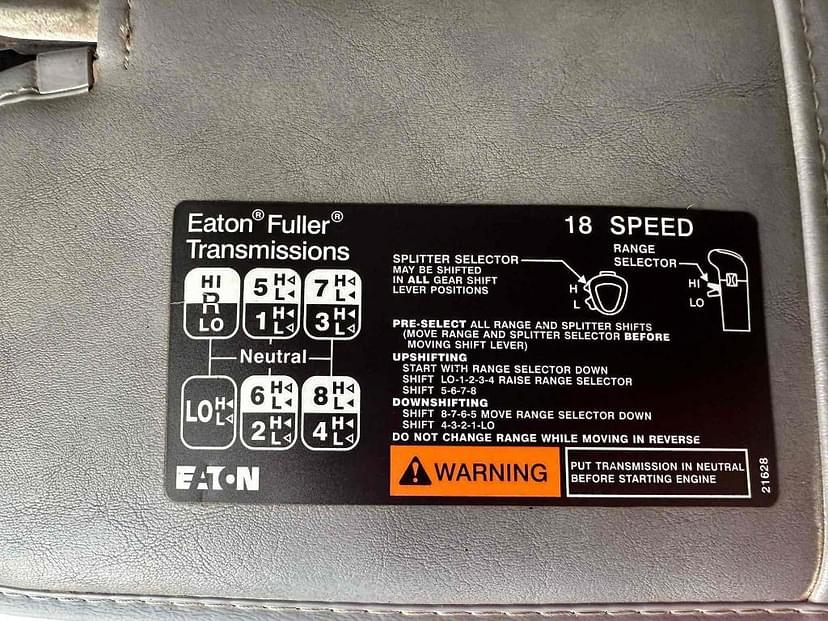 Eaton® Fuller®
Transmissions
18 SPEED
SPLITTER SELECTOR
MAY BE SHIFTED
IN ALL GEAR SHIFT
LEVER POSITIONS
H
L
RANGE
SELECTOR
HI
LO
HI
R
LO
5 H L
1 H L
7 H L
3 H L
Neutral
LO H L
6 H L
2 H L
8 H L
4 H L
PRE-SELECT ALL RANGE AND SPLITTER SHIFTS
(MOVE RANGE AND SPLITTER SELECTOR BEFORE
MOVING SHIFT LEVER)
UPSHIFTING
START WITH RANGE SELECTOR DOWN
SHIFT LO-1-2-3-4 RAISE RANGE SELECTOR
SHIFT 5-6-7-8
DOWNSHIFTING
SHIFT 8-7-6-5 MOVE RANGE SELECTOR DOWN
SHIFT 4-3-2-1-LO
DO NOT CHANGE RANGE WHILE MOVING IN REVERSE
EATON
WARNING
PUT TRANSMISSION IN NEUTRAL
BEFORE STARTING ENGINE
21628